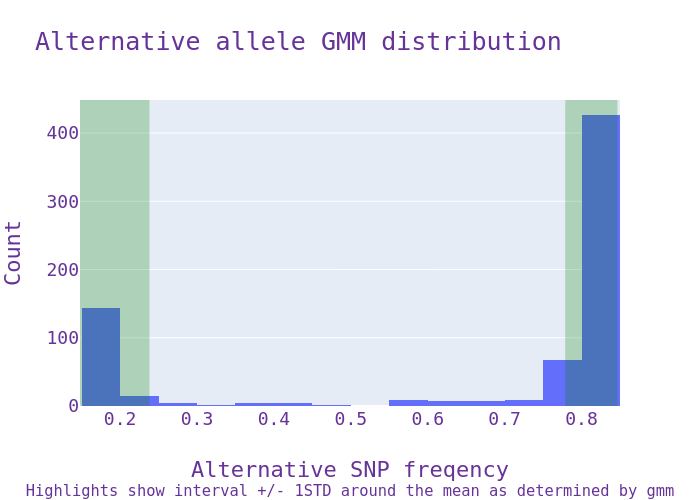 Alternative allele GMM distribution
Count
400
300
200
100
0
0.2 0.3 0.4 0.5 0.6 0.7 0.8
Alternative SNP freqency
Highlights show interval +/- 1STD around the mean as determined by gmm